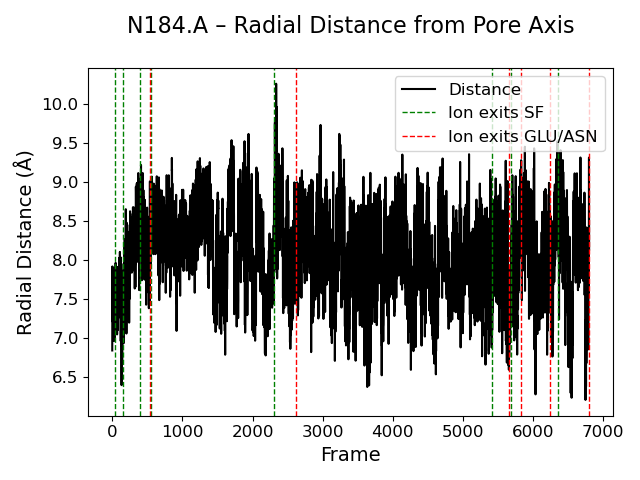 N184.A – Radial Distance from Pore Axis
Distance
Ion exits SF
Ion exits GLU/ASN
Radial Distance (Å)
10.0
9.5
9.0
8.5
8.0
7.5
7.0
6.5
0 1000 2000 3000 4000 5000 6000 7000
Frame